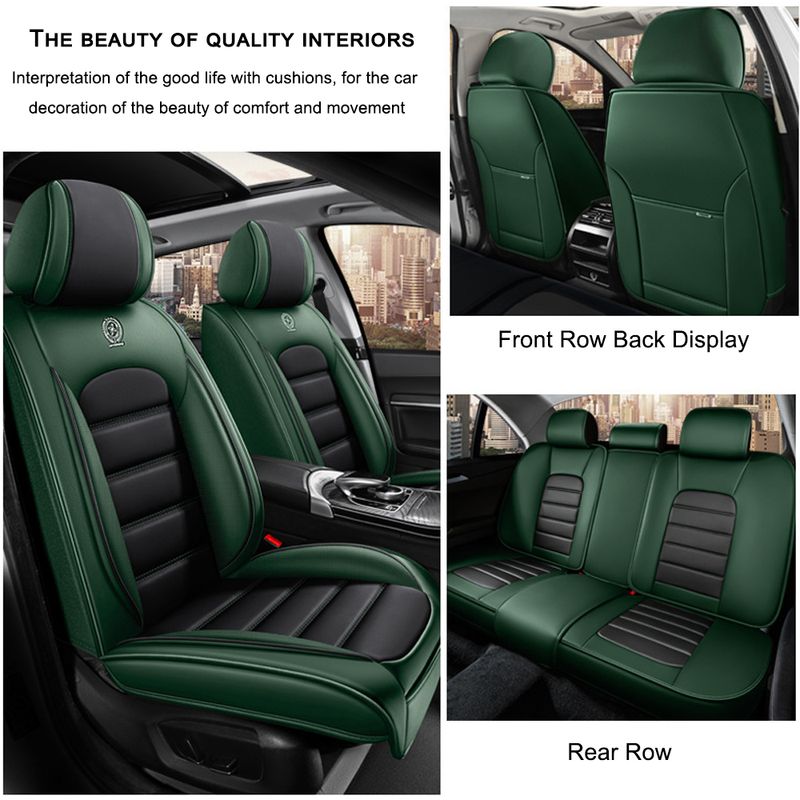 The beauty of quality interiors
Interpretation of the good life with cushions, for the car
decoration of the beauty of comfort and movement
Front Row Back Display
Rear Row